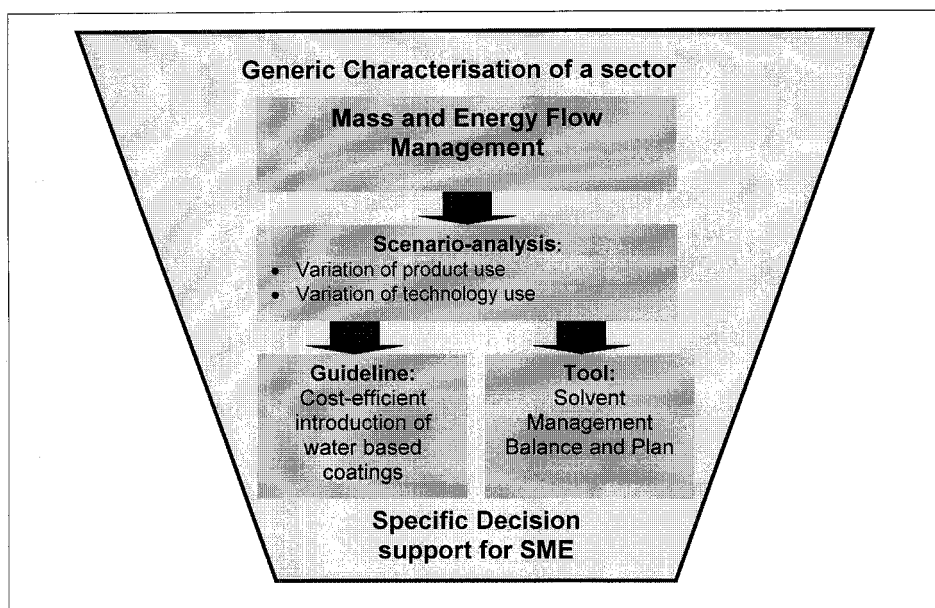 Generic Characterisation of a sector
Mass and Energy Flow
Management
Scenario-analysis:
• Variation of product use
• Variation of technology use
Guideline:
Cost-efficient
introduction of
water based
coatings
Tool:
Solvent
Management
Balance and Plan
Specific Decision
support for SME